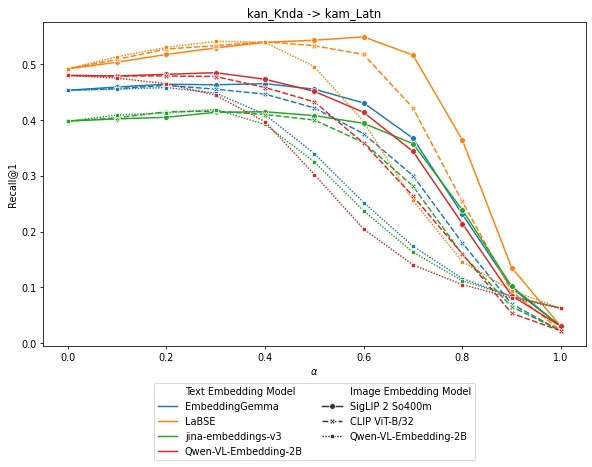 kan_Knda -> kam_Latn
Recall@1
0.5
0.4
0.3
0.2
0.1
0.0
0.0 0.2 0.4 0.6 0.8 1.0
α
Text Embedding Model
EmbeddingGemma
LaBSE
jina-embeddings-v3
Qwen-VL-Embedding-2B
Image Embedding Model
SigLIP 2 So400m
CLIP ViT-B/32
Qwen-VL-Embedding-2B